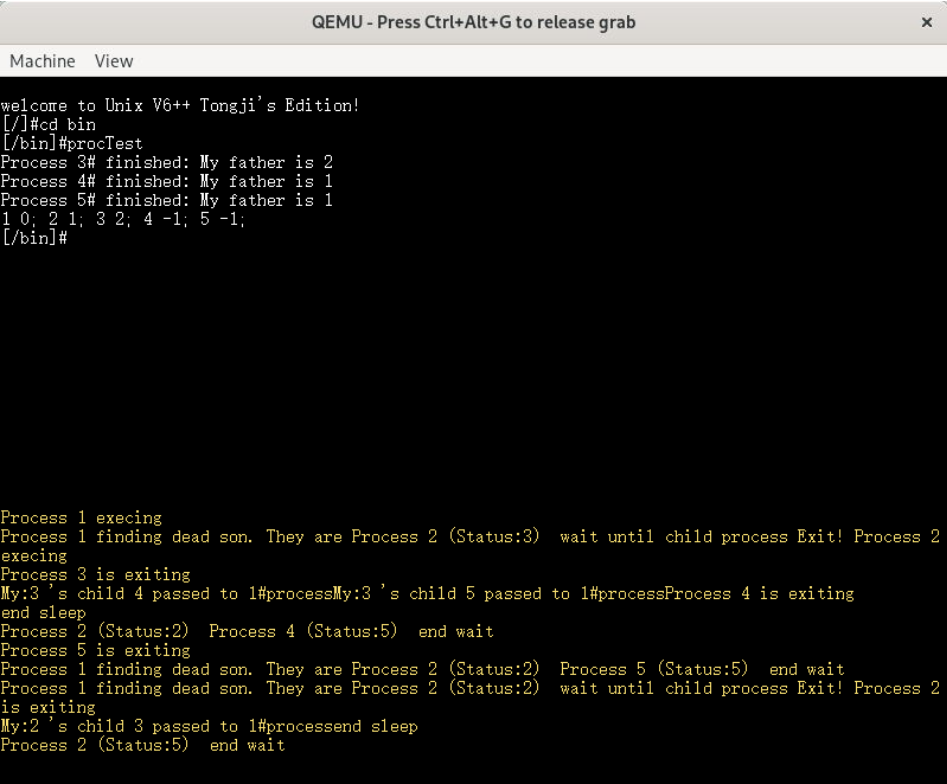 QEMU - Press Ctrl+Alt+G to release grab ×
Machine View
welcome to Unix V6++ Tongji's Edition!
[/]#cd bin
[/bin]#procTest
Process 3# finished: My father is 2
Process 4# finished: My father is 1
Process 5# finished: My father is 1
1 0; 2 1; 3 2; 4 -1; 5 -1;
[/bin]#
Process 1 execing
Process 1 finding dead son. They are Process 2 (Status:3)  wait until child process Exit! Process 2
execing
Process 3 is exiting
My:3 's child 4 passed to 1#processMy:3 's child 5 passed to 1#processProcess 4 is exiting
end sleep
Process 2 (Status:2)  Process 4 (Status:5)  end wait
Process 5 is exiting
Process 1 finding dead son. They are Process 2 (Status:2)  Process 5 (Status:5)  end wait
Process 1 finding dead son. They are Process 2 (Status:2)  wait until child process Exit! Process 2
is exiting
My:2 's child 3 passed to 1#processend sleep
Process 2 (Status:5)  end wait